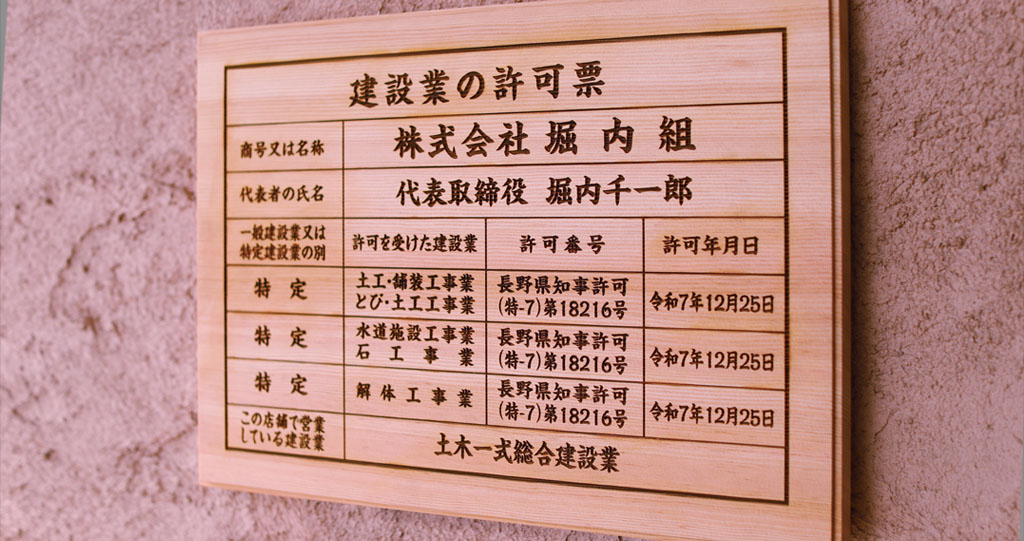 建設業の許可票
商号又は名称 株式会社 堀内組
代表者の氏名 代表取締役 堀内千一郎
一般建設業又は
特定建設業の別
許可を受けた建設業
許可番号
許可年月日
特定
土工・舗装工事業
とび・土工工事業
長野県知事許可
(特-7)第18216号
令和7年12月25日
特定
水道施設工事業
石工事業
長野県知事許可
(特-7)第18216号
令和7年12月25日
特定
解体工事業
長野県知事許可
(特-7)第18216号
令和7年12月25日
この店舗で営業
している建設業
土木一式総合建設業